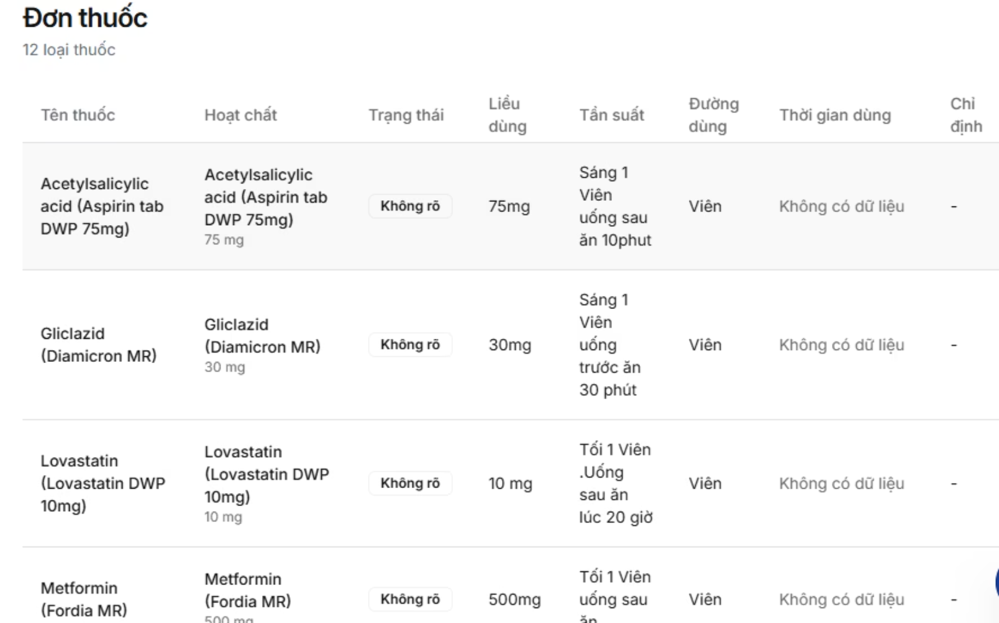 Đơn thuốc
12 loại thuốc
Tên thuốc
Hoạt chất
Trạng thái
Liều
dùng
Tần suất
Đường
dùng
Thời gian dùng
Chỉ
định
Acetylsalicylic
acid (Aspirin tab
DWP 75mg)
Acetylsalicylic
acid (Aspirin tab
DWP 75mg)
75 mg
Không rõ
75mg
Sáng 1
Viên
uống sau
ăn 10phut
Viên
Không có dữ liệu
-
Gliclazid
(Diamicron MR)
Gliclazid
(Diamicron MR)
30 mg
Không rõ
30mg
Sáng 1
Viên
uống
trước ăn
30 phút
Viên
Không có dữ liệu
-
Lovastatin
(Lovastatin DWP
10mg)
Lovastatin
(Lovastatin DWP
10mg)
10 mg
Không rõ
10 mg
Tối 1 Viên
.Uống
sau ăn
lúc 20 giờ
Viên
Không có dữ liệu
-
Metformin
(Fordia MR)
Metformin
(Fordia MR)
500 mg
Không rõ
500mg
Tối 1 Viên
uống sau
ăn
Viên
Không có dữ liệu
-